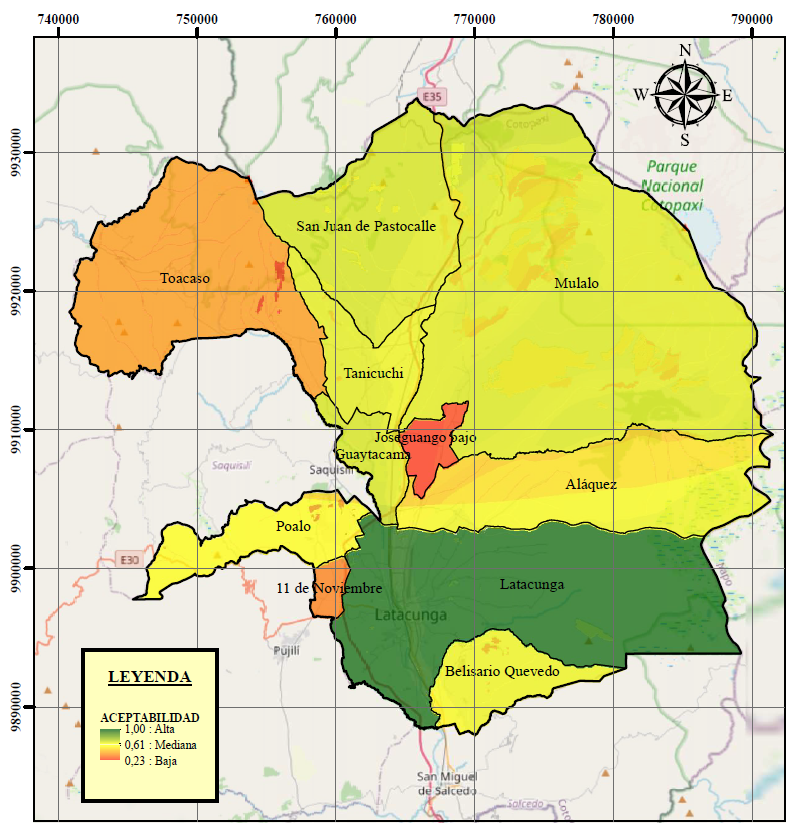 740000 750000 760000 770000 780000 790000
N
W E
S
E35
Cotopaxi
9930000
Parque
Nacional
Cotopaxi
San Juan de Pastocalle
Toacaso
Mulalo
9920000
Tanicuchi
9910000
Joseguango bajo
Guaytacama
Saquisilí
Saquisilí
Aláquez
Poalo
E30
9900000
11 de Noviembre
Latacunga
Napo
Latacunga
Pujilí
Belisario Quevedo
LEYENDA
9890000
ACEPTABILIDAD
1,00 : Alta
0,61 : Mediana
0,23 : Baja
San Miguel
de Salcedo
Salcedo